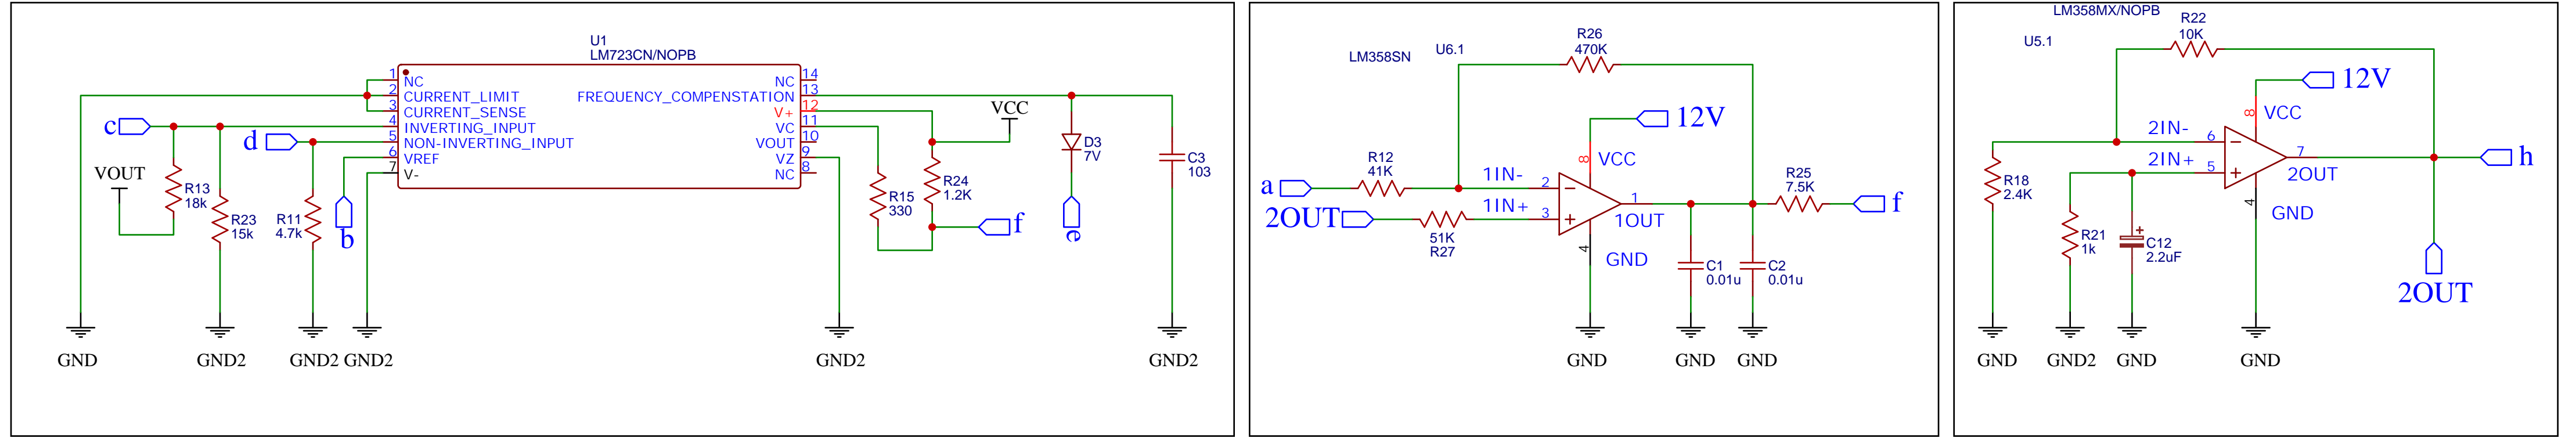 U1
LM723CN/NOPB
1 NC
2 CURRENT_LIMIT
3 CURRENT_SENSE
4 INVERTING_INPUT
5 NON-INVERTING_INPUT
6 VREF
7 V-
NC 14
FREQUENCY_COMPENSTATION 13
V+ 12
VC 11
VOUT 10
VZ 9
NC 8
c
d
VOUT
R13
18k
R23
15k
R11
4.7k
b
VCC
R15
330
R24
1.2K
f
D3
7V
e
C3
103
GND
GND2
GND2
GND2
GND2
GND2
LM358SN
U6.1
R26
470K
12V
VCC
8
a
R12
41K
1IN-
2
2OUT
1IN+
3
51K
R27
1
1OUT
4
GND
R25
7.5K
f
C1
0.01u
C2
0.01u
GND
GND
GND
LM358MX/NOPB
U5.1
R22
10K
12V
VCC
8
2IN-
6
2IN+
5
7
2OUT
h
4
GND
R18
2.4K
R21
1k
+
C12
2.2uF
2OUT
GND
GND2
GND
GND